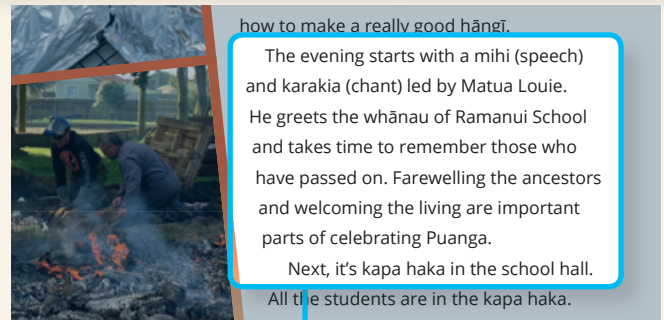 how to make a really good hāngī.
The evening starts with a mihi (speech)
and karakia (chant) led by Matua Louie.
He greets the whānau of Ramanui School
and takes time to remember those who
have passed on. Farewelling the ancestors
and welcoming the living are important
parts of celebrating Puanga.
Next, it’s kapa haka in the school hall.
All the students are in the kapa haka.